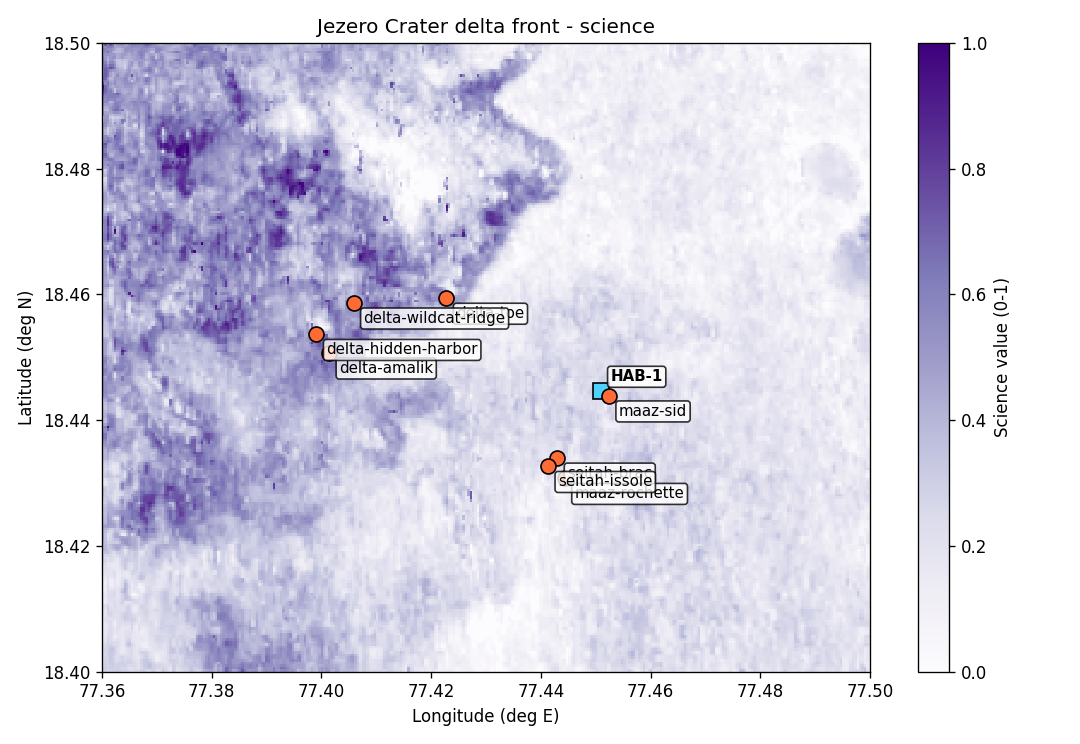 Jezero Crater delta front - science
18.50
18.48
18.46
18.44
18.42
18.40
Latitude (deg N)
77.36 77.38 77.40 77.42 77.44 77.46 77.48 77.50
Longitude (deg E)
delta-wildcat-ridge
delta-hidden-harbor
delta-amalik
HAB-1
maaz-sid
seitah-issole
maaz-rochette
1.0
0.8
0.6
0.4
0.2
0.0
Science value (0-1)